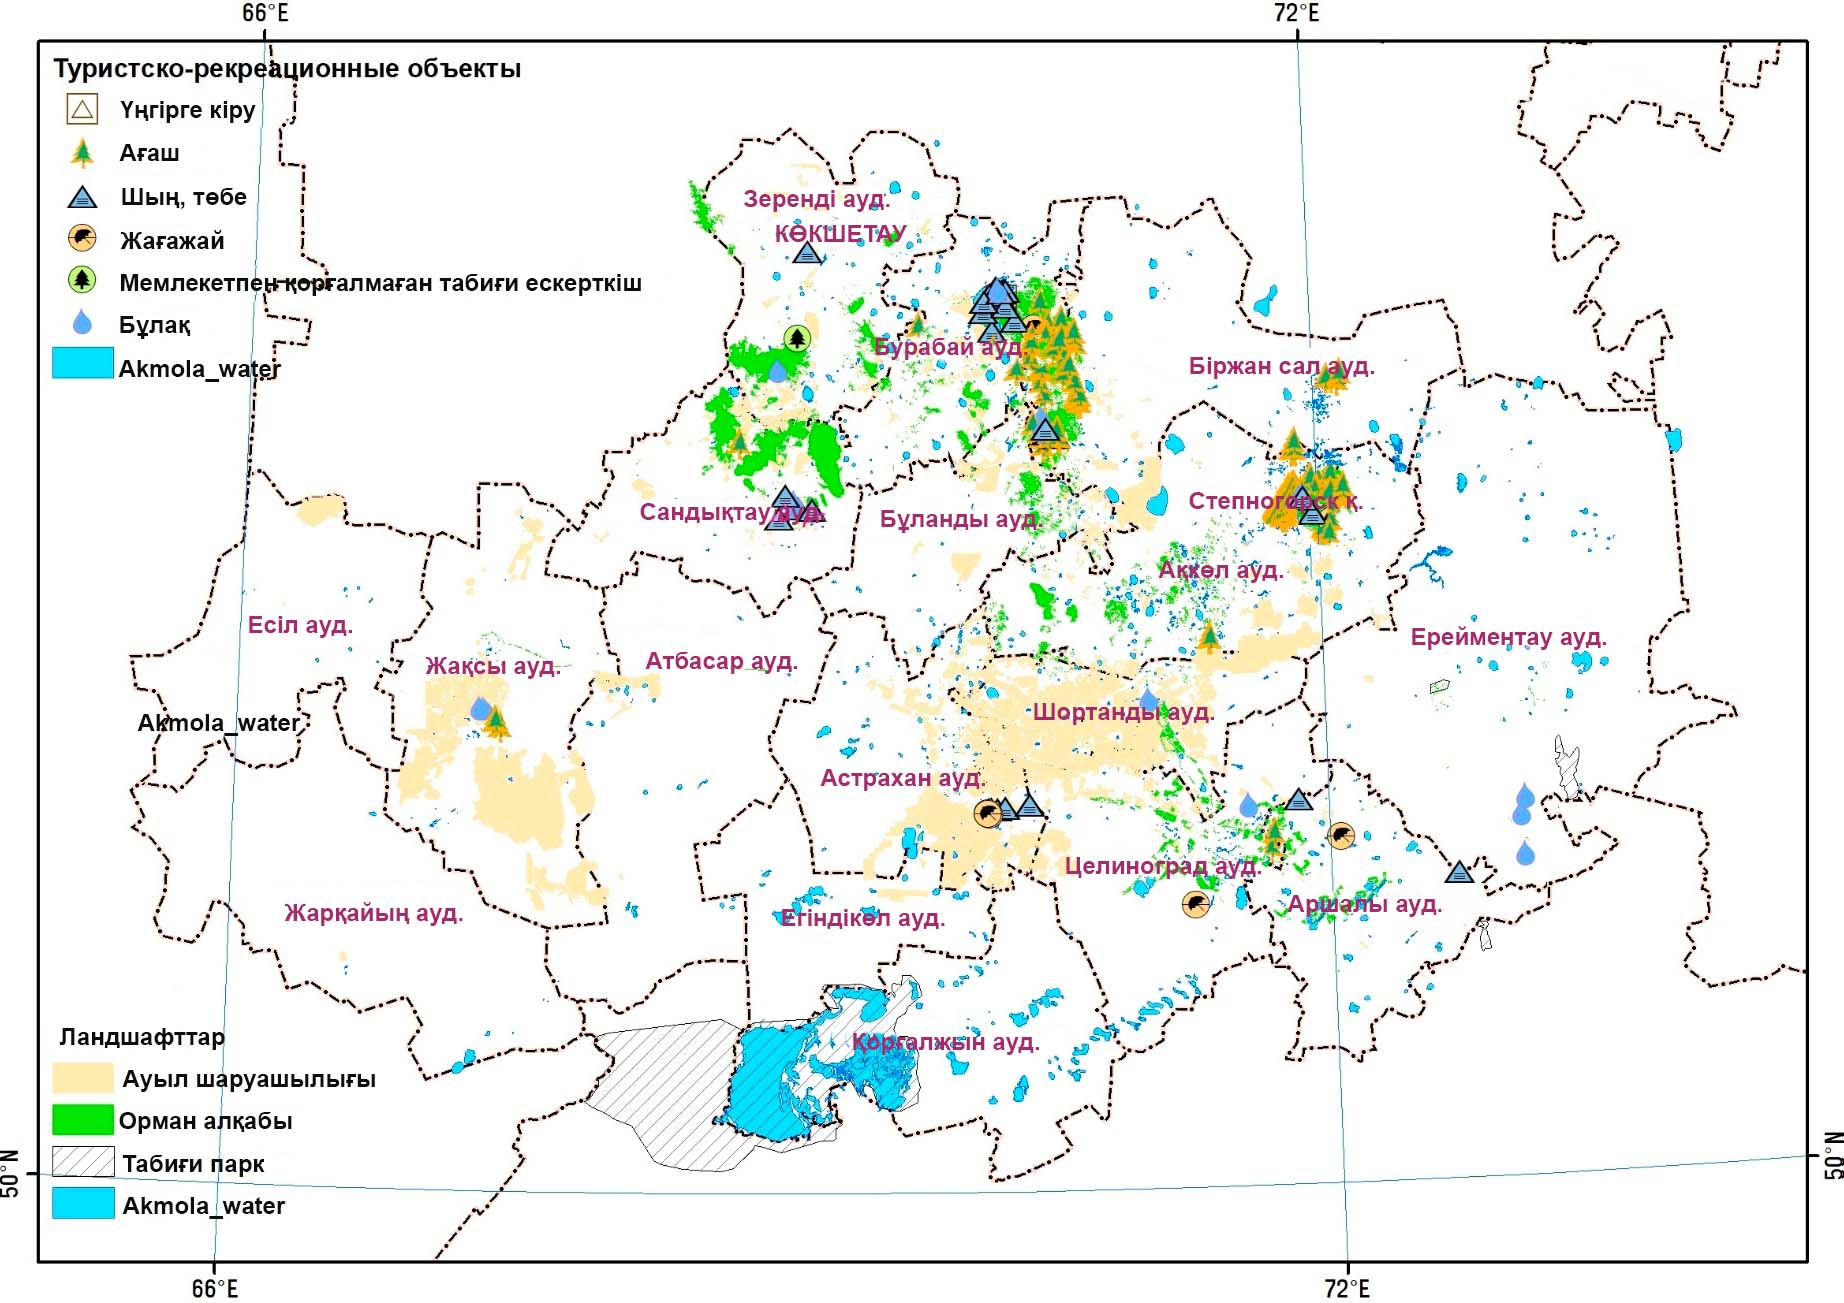 66°E
72°E
Туристско-рекреационные объекты
Үңгірге кіру
Ағаш
Шың, төбе
Жағажай
Мемлекетпен қорғалмаған табиғи ескерткіш
Бұлақ
Akmola_water
Зеренді ауд.
КӨКШЕТАУ
Бурабай ауд.
Біржан сал ауд.
Сандықтау ауд.
Бұланды ауд.
Степногорск қ.
Ақкөл ауд.
Есіл ауд.
Жақсы ауд.
Атбасар ауд.
Ерейментау ауд.
Akmola_water
Шортанды ауд.
Астрахан ауд.
Целиноград ауд.
Жарқайың ауд.
Егіндікөл ауд.
Аршалы ауд.
Қорғалжын ауд.
Ландшафттар
Ауыл шаруашылығы
Орман алқабы
Табиғи парк
Akmola_water
50°N
50°N
66°E
72°E